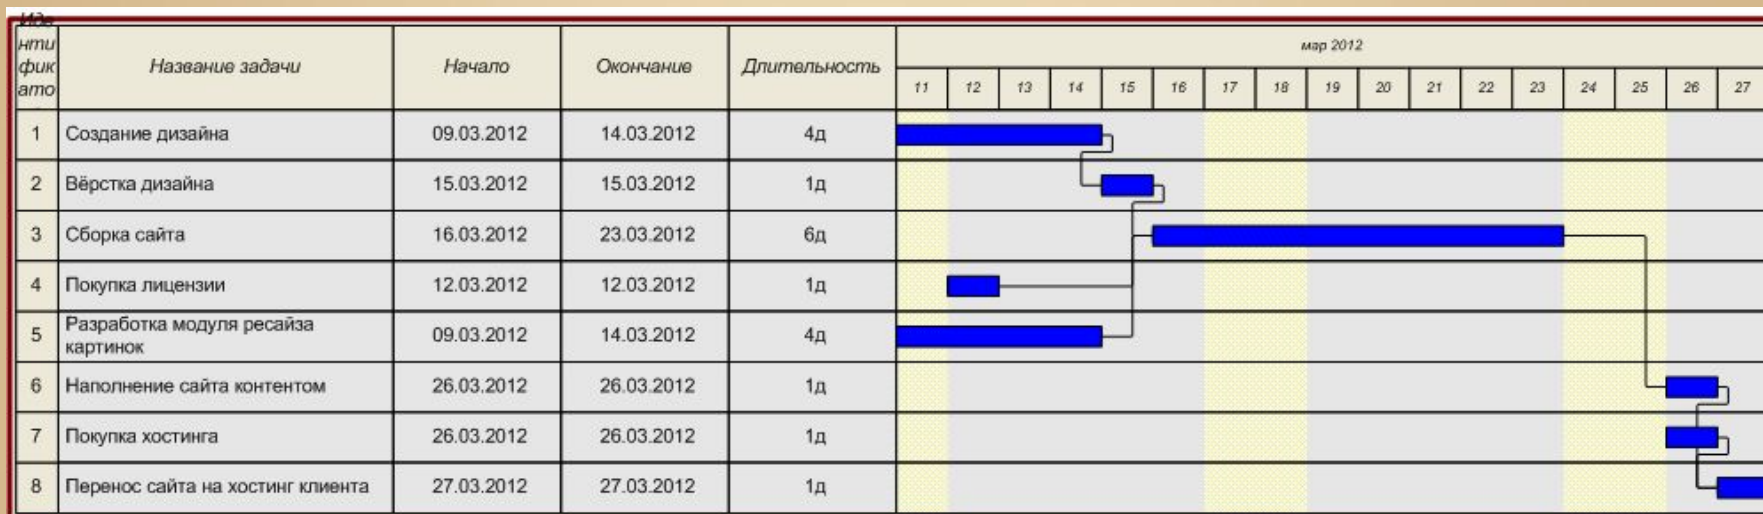 Иде
нти
фик
ато
Название задачи
Начало
Окончание
Длительность
мар 2012
11 12 13 14 15 16 17 18 19 20 21 22 23 24 25 26 27
1 Создание дизайна 09.03.2012 14.03.2012 4д
2 Вёрстка дизайна 15.03.2012 15.03.2012 1д
3 Сборка сайта 16.03.2012 23.03.2012 6д
4 Покупка лицензии 12.03.2012 12.03.2012 1д
5 Разработка модуля ресайза
картинок 09.03.2012 14.03.2012 4д
6 Наполнение сайта контентом 26.03.2012 26.03.2012 1д
7 Покупка хостинга 26.03.2012 26.03.2012 1д
8 Перенос сайта на хостинг клиента 27.03.2012 27.03.2012 1д